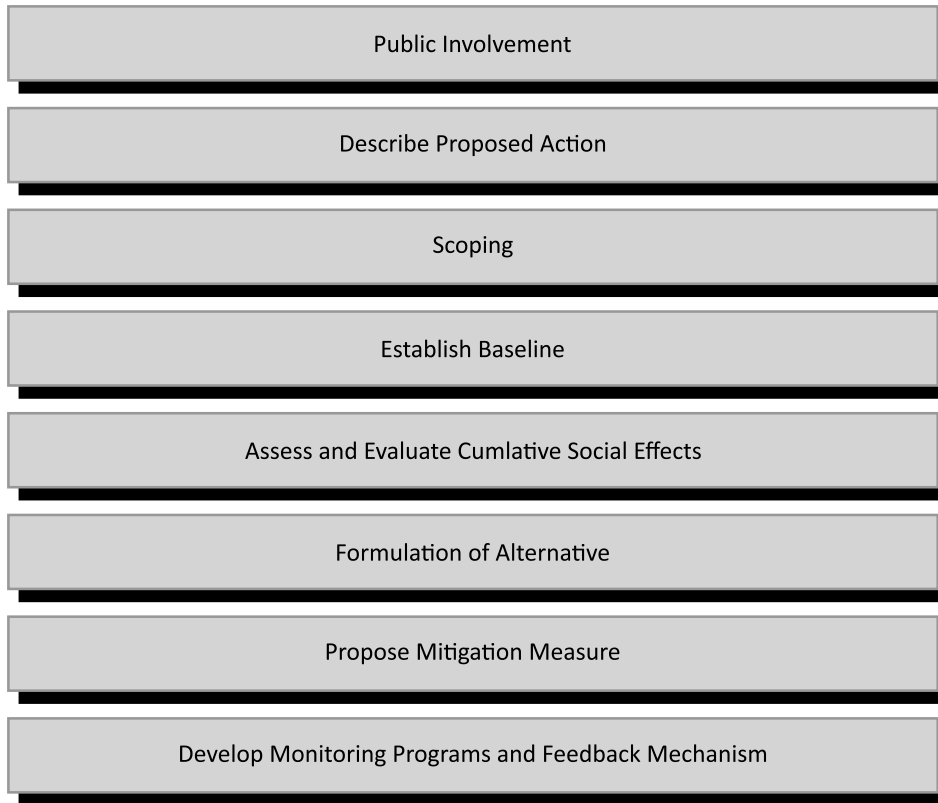 Public Involvement
Describe Proposed Action
Scoping
Establish Baseline
Assess and Evaluate Cumlative Social Effects
Formulation of Alternative
Propose Mitigation Measure
Develop Monitoring Programs and Feedback Mechanism